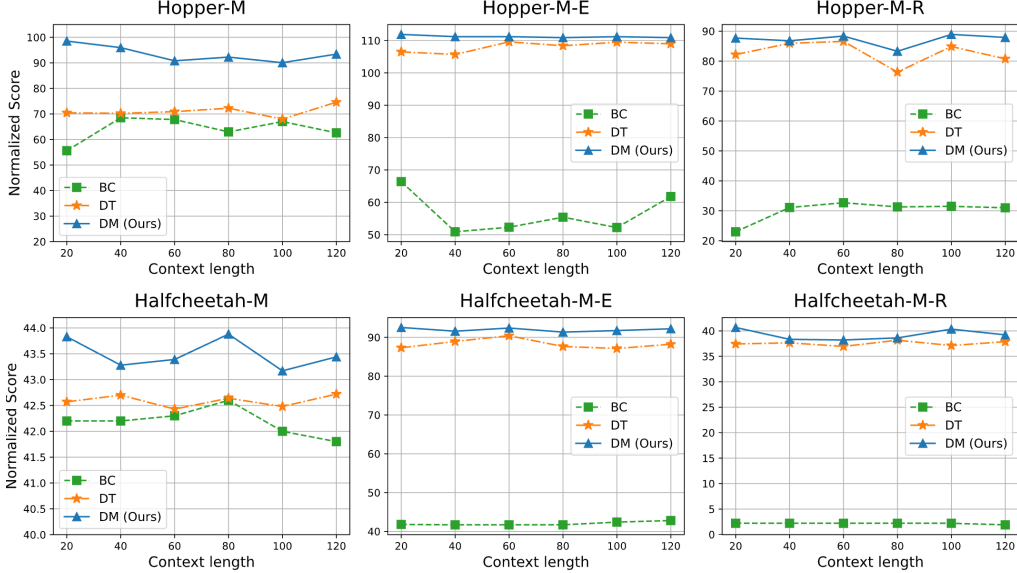 Hopper-M
Hopper-M-E
Hopper-M-R
Normalized Score
100
90
80
70
60
50
40
30
20
BC
DT
DM (Ours)
20 40 60 80 100 120
Context length
110
100
90
80
70
60
50
BC
DT
DM (Ours)
20 40 60 80 100 120
Context length
90
80
70
60
50
40
30
20
BC
DT
DM (Ours)
20 40 60 80 100 120
Context length
Halfcheetah-M
Halfcheetah-M-E
Halfcheetah-M-R
Normalized Score
44.0
43.5
43.0
42.5
42.0
41.5
41.0
40.5
40.0
BC
DT
DM (Ours)
20 40 60 80 100 120
Context length
90
80
70
60
50
40
BC
DT
DM (Ours)
20 40 60 80 100 120
Context length
40
35
30
25
20
15
10
5
0
BC
DT
DM (Ours)
20 40 60 80 100 120
Context length